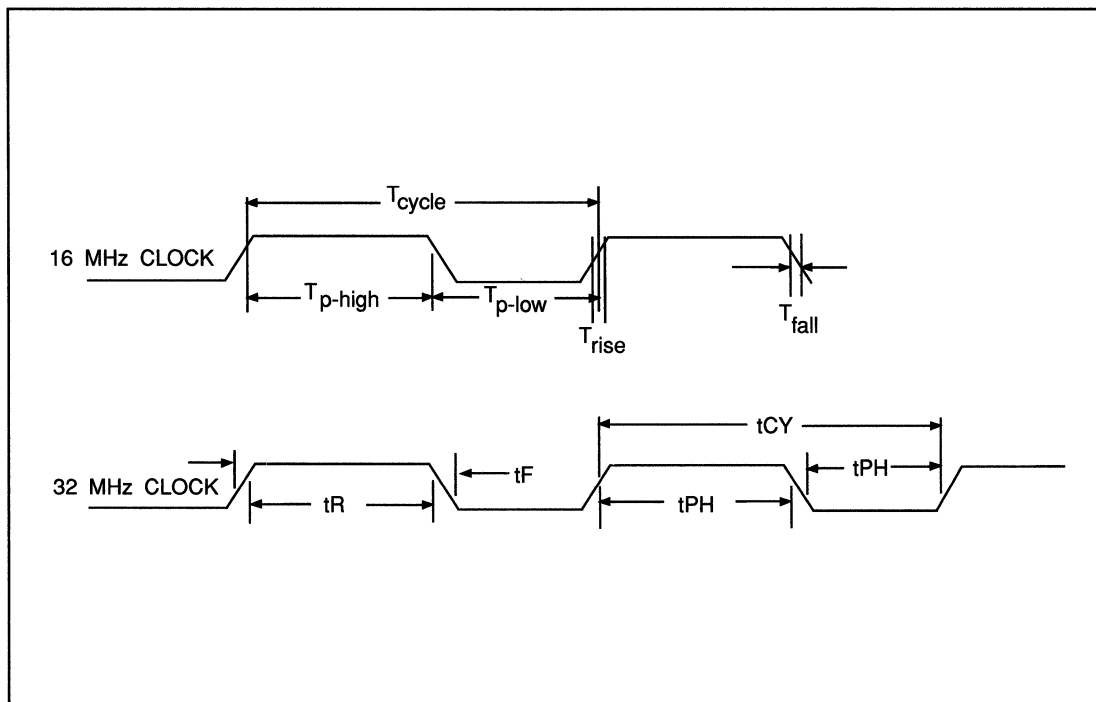 Tcycle
16 MHz CLOCK
Tp-high
Tp-low
Trise
Tfall
tCY
32 MHz CLOCK
tF
tPH
tR
tPH